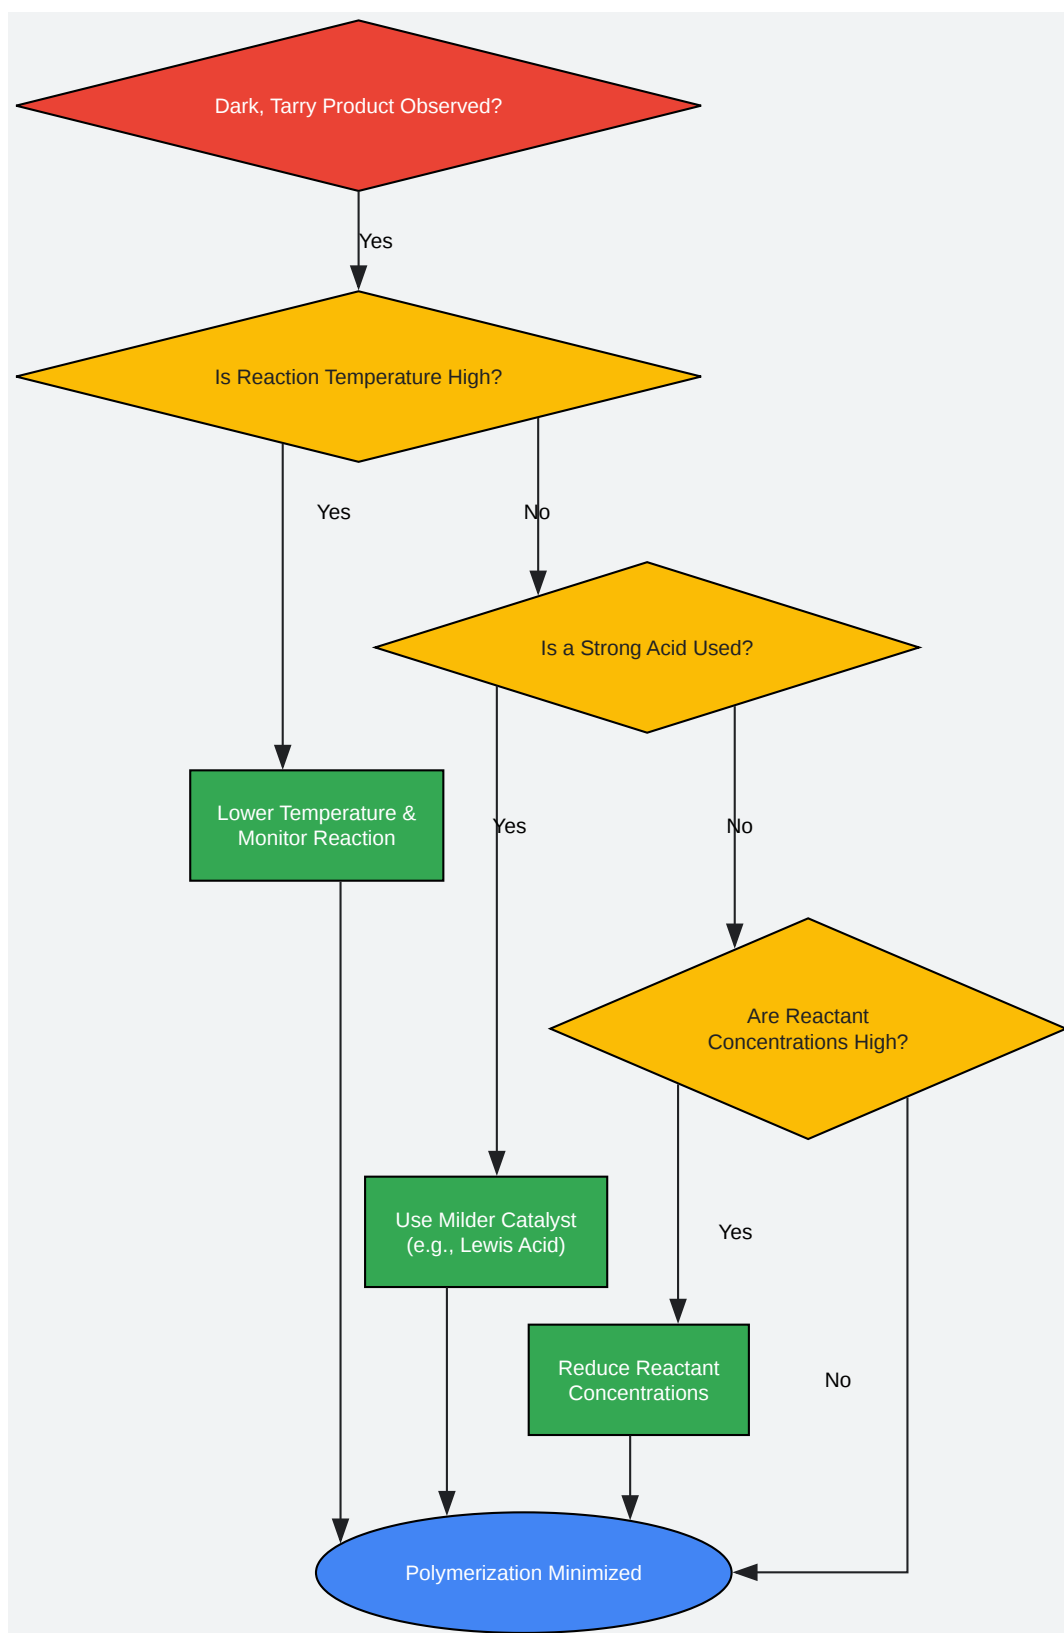 Dark, Tarry Product Observed?
Yes
Is Reaction Temperature High?
Yes
No
Is a Strong Acid Used?
Lower Temperature &
Monitor Reaction
Yes
No
Are Reactant
Concentrations High?
Use Milder Catalyst
(e.g., Lewis Acid)
Yes
Reduce Reactant
Concentrations
No
Polymerization Minimized